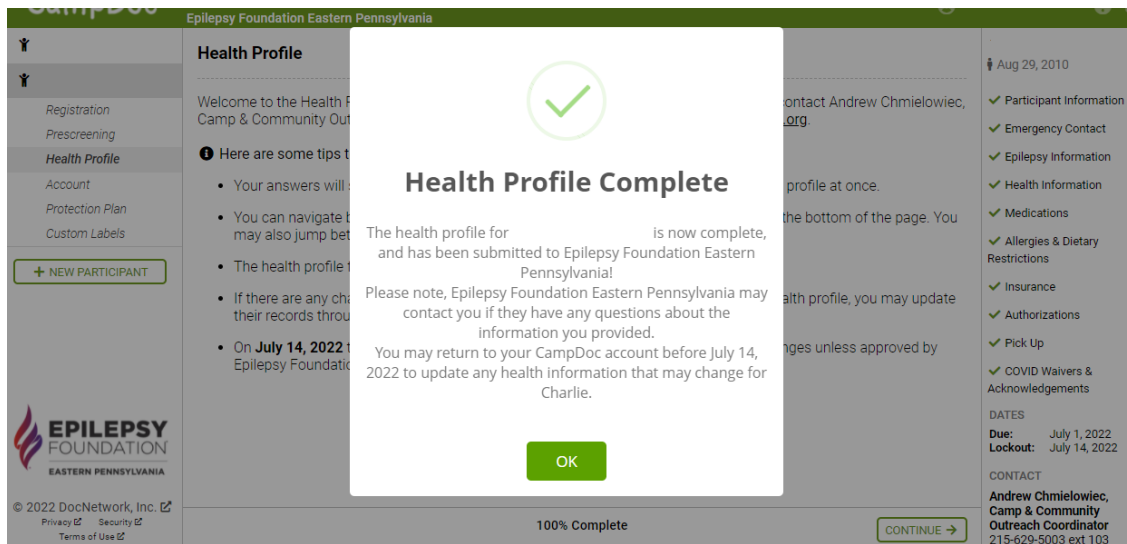 CampDoc
Epilepsy Foundation Eastern Pennsylvania
Registration
Prescreening
Health Profile
Account
Protection Plan
Custom Labels
+ NEW PARTICIPANT
EPILEPSY
FOUNDATION
EASTERN PENNSYLVANIA
© 2022 DocNetwork, Inc.
Privacy Security
Terms of Use
Health Profile
Welcome to the Health
ontact Andrew Chmielowiec,
Camp & Community Out
.org.
Here are some tips t
• Your answers will
profile at once.
• You can navigate
the bottom of the page. You
may also jump bet
• The health profile
• If there are any cha
alth profile, you may update
their records throu
• On July 14, 2022
nges unless approved by
Epilepsy Foundatio
Health Profile Complete
The health profile for is now complete,
and has been submitted to Epilepsy Foundation Eastern
Pennsylvania!
Please note, Epilepsy Foundation Eastern Pennsylvania may
contact you if they have any questions about the
information you provided.
You may return to your CampDoc account before July 14,
2022 to update any health information that may change for
Charlie.
OK
100% Complete
CONTINUE →
Aug 29, 2010
Participant Information
Emergency Contact
Epilepsy Information
Health Information
Medications
Allergies & Dietary
Restrictions
Insurance
Authorizations
Pick Up
COVID Waivers &
Acknowledgements
DATES
Due: July 1, 2022
Lockout: July 14, 2022
CONTACT
Andrew Chmielowiec,
Camp & Community
Outreach Coordinator
215-629-5003 ext 103